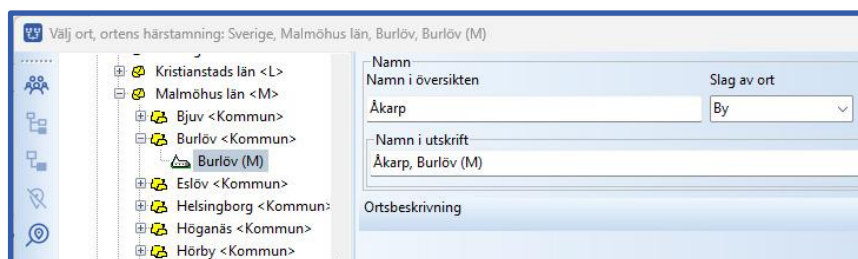 Välj ort, ortens härstamning: Sverige, Malmöhus län, Burlöv, Burlöv (M)
Kristianstads län <L>
Malmöhus län <M>
Bjuv <Kommun>
Burlöv <Kommun>
Burlöv (M)
Eslöv <Kommun>
Helsingborg <Kommun>
Höganäs <Kommun>
Hörby <Kommun>
Namn
Namn i översikten
Slag av ort
Åkarp
By
Namn i utskrift
Åkarp, Burlöv (M)
Ortsbeskrivning